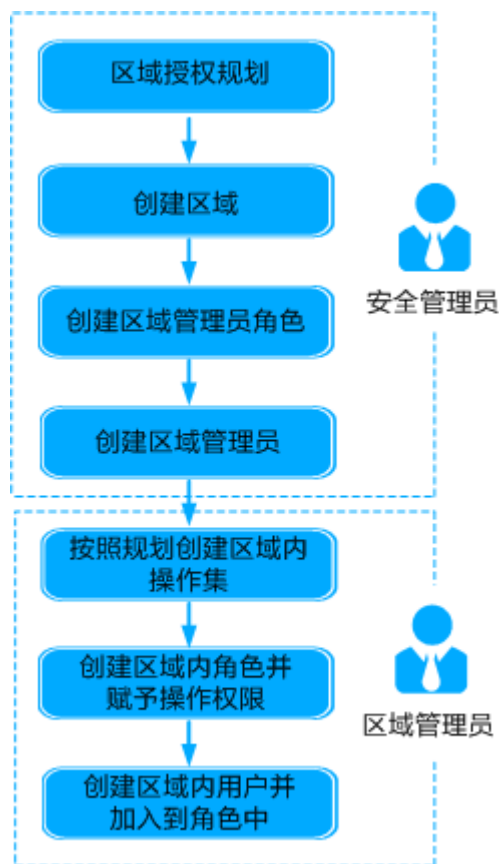 区域授权规划
创建区域
安全管理员
创建区域管理员角色
创建区域管理员
按照规划创建区域内
操作集
创建区域内角色并
赋予操作权限
区域管理员
创建区域内用户并
加入到角色中